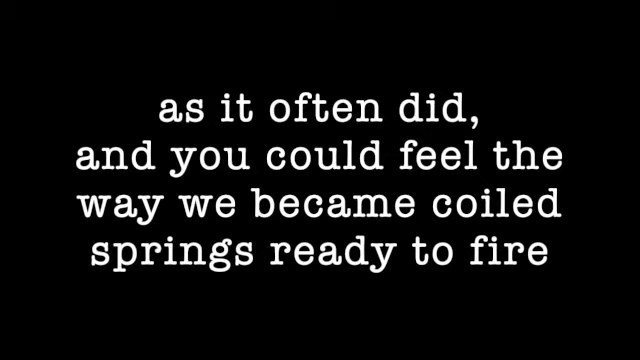 as it often did,
and you could feel the
way we became coiled
springs ready to fire